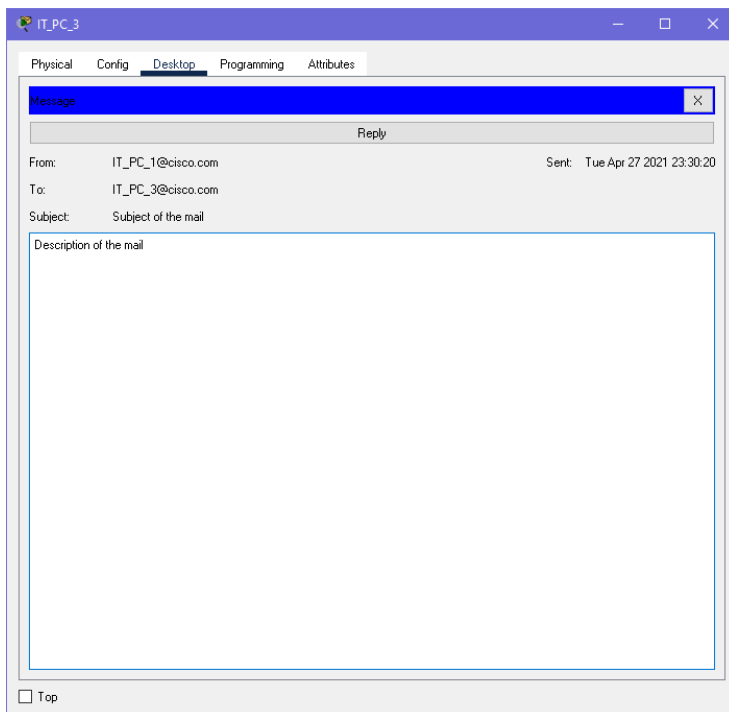 IT_PC_3
Physical Config Desktop Programming Attributes
Message
X
Reply
From: IT_PC_1@cisco.com Sent: Tue Apr 27 2021 23:30:20
To: IT_PC_3@cisco.com
Subject: Subject of the mail
Description of the mail
Top